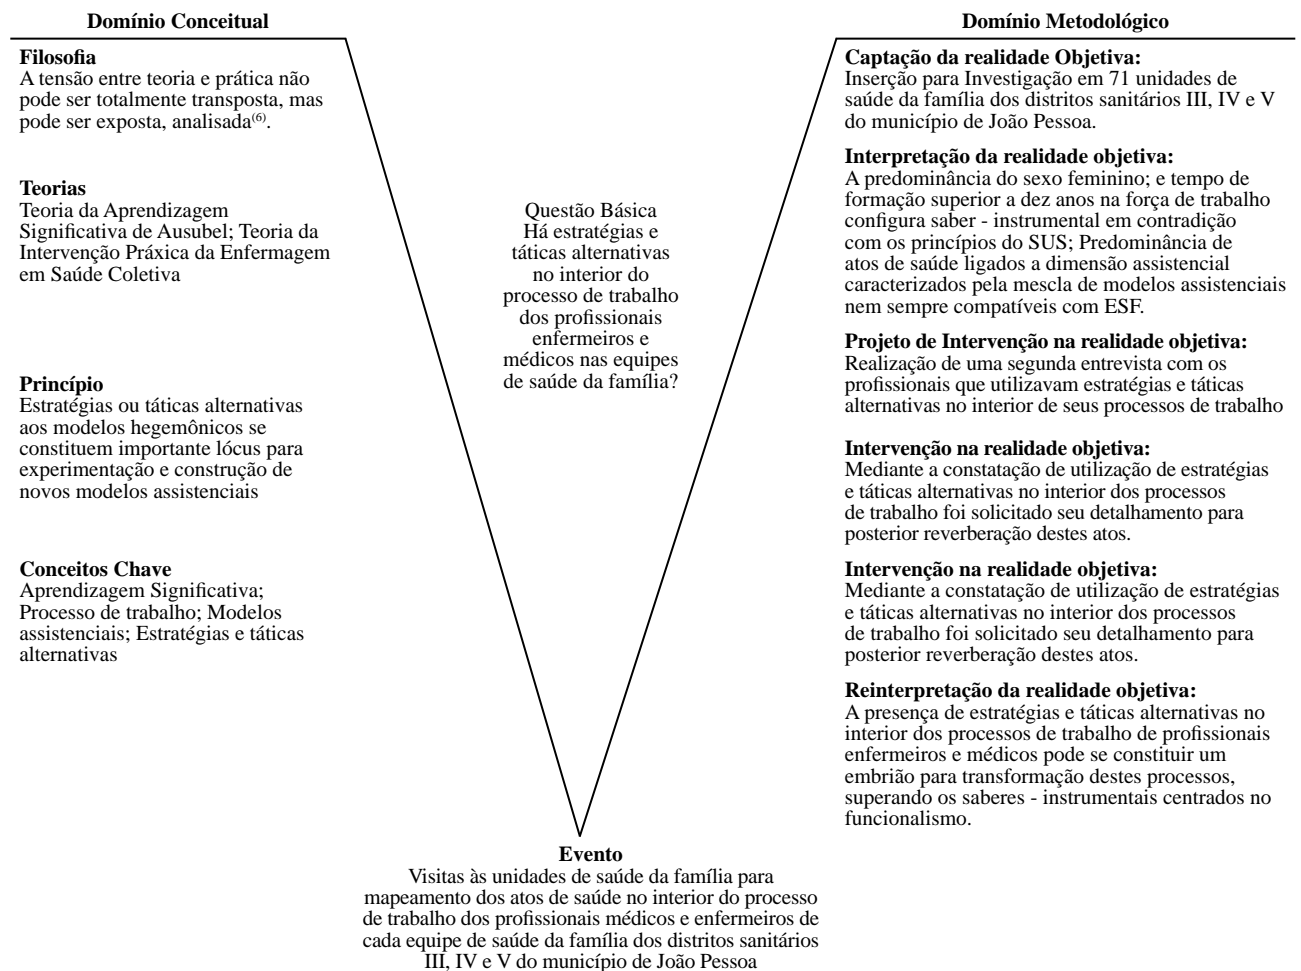 Domínio Conceitual
Filosofia
A tensão entre teoria e prática não
pode ser totalmente transposta, mas
pode ser exposta, analisada(6).
Teorias
Teoria da Aprendizagem
Significativa de Ausubel; Teoria da
Intervenção Práxica da Enfermagem
em Saúde Coletiva
Princípio
Estratégias ou táticas alternativas
aos modelos hegemônicos se
constituem importante lócus para
experimentação e construção de
novos modelos assistenciais
Conceitos Chave
Aprendizagem Significativa;
Processo de trabalho; Modelos
assistenciais; Estratégias e táticas
alternativas
Questão Básica
Há estratégias e
táticas alternativas
no interior do
processo de trabalho
dos profissionais
enfermeiros e
médicos nas equipes
de saúde da família?
Domínio Metodológico
Captação da realidade Objetiva:
Inserção para Investigação em 71 unidades de
saúde da família dos distritos sanitários III, IV e V
do município de João Pessoa.
Interpretação da realidade objetiva:
A predominância do sexo feminino; e tempo de
formação superior a dez anos na força de trabalho
configura saber - instrumental em contradição
com os princípios do SUS; Predominância de
atos de saúde ligados a dimensão assistencial
caracterizados pela mescla de modelos assistenciais
nem sempre compatíveis com ESF.
Projeto de Intervenção na realidade objetiva:
Realização de uma segunda entrevista com os
profissionais que utilizavam estratégias e táticas
alternativas no interior de seus processos de trabalho
Intervenção na realidade objetiva:
Mediante a constatação de utilização de estratégias
e táticas alternativas no interior dos processos
de trabalho foi solicitado seu detalhamento para
posterior reverberação destes atos.
Intervenção na realidade objetiva:
Mediante a constatação de utilização de estratégias
e táticas alternativas no interior dos processos
de trabalho foi solicitado seu detalhamento para
posterior reverberação destes atos.
Reinterpretação da realidade objetiva:
A presença de estratégias e táticas alternativas no
interior dos processos de trabalho de profissionais
enfermeiros e médicos pode se constituir um
embrião para transformação destes processos,
superando os saberes - instrumentais centrados no
funcionalismo.
Evento
Visitas às unidades de saúde da família para
mapeamento dos atos de saúde no interior do processo
de trabalho dos profissionais médicos e enfermeiros de
cada equipe de saúde da família dos distritos sanitários
III, IV e V do município de João Pessoa